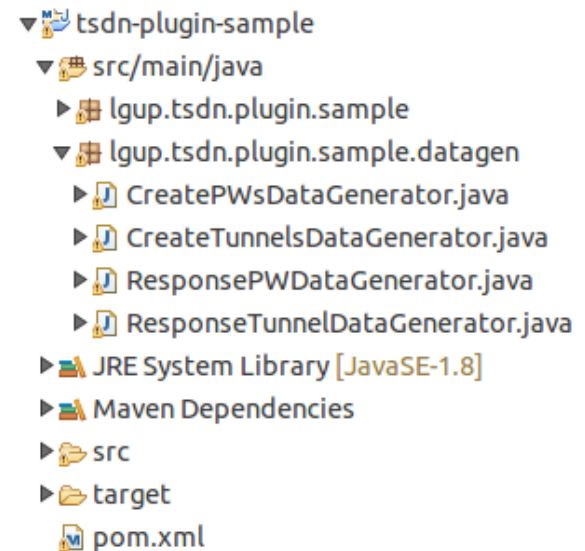 tsdn-plugin-sample
src/main/java
lgup.tsdn.plugin.sample
lgup.tsdn.plugin.sample.datagen
CreatePWsDataGenerator.java
CreateTunnelsDataGenerator.java
ResponsePWDataGenerator.java
ResponseTunnelDataGenerator.java
JRE System Library [JavaSE-1.8]
Maven Dependencies
src
target
pom.xml